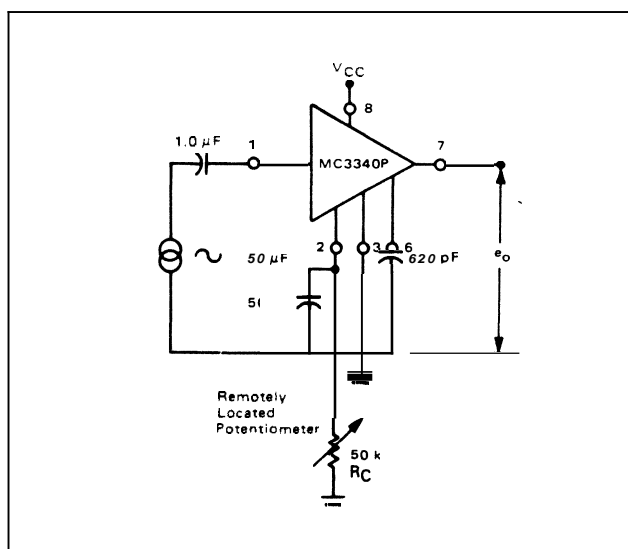 VCC
8
1.0 μF
1
MC3340P
7
2
3
6
50 μF
620 pF
eo
5(
Remotely
Located
Potentiometer
50 k
RC